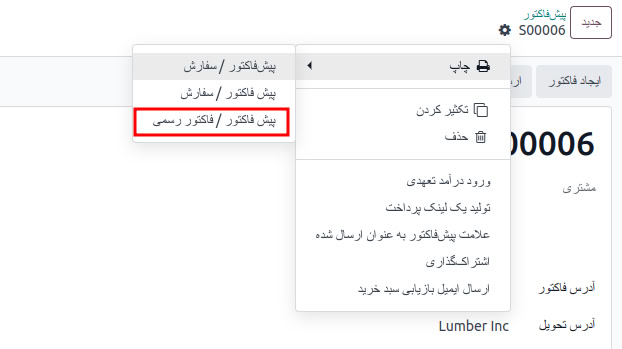 جدید
پیش‌فاکتور
S00006
ایجاد فاکتور
چاپ
تکثیر کردن
حذف
ورود درآمد تعهدی
تولید یک لینک پرداخت
علامت پیش‌فاکتور به عنوان ارسال شده
اشتراک‌گذاری
ارسال ایمیل بازیابی سبد خرید
پیش‌فاکتور / سفارش
پیش فاکتور / سفارش
پیش فاکتور / فاکتور رسمی
00006
مشتری
آدرس فاکتور
آدرس تحویل
Lumber Inc